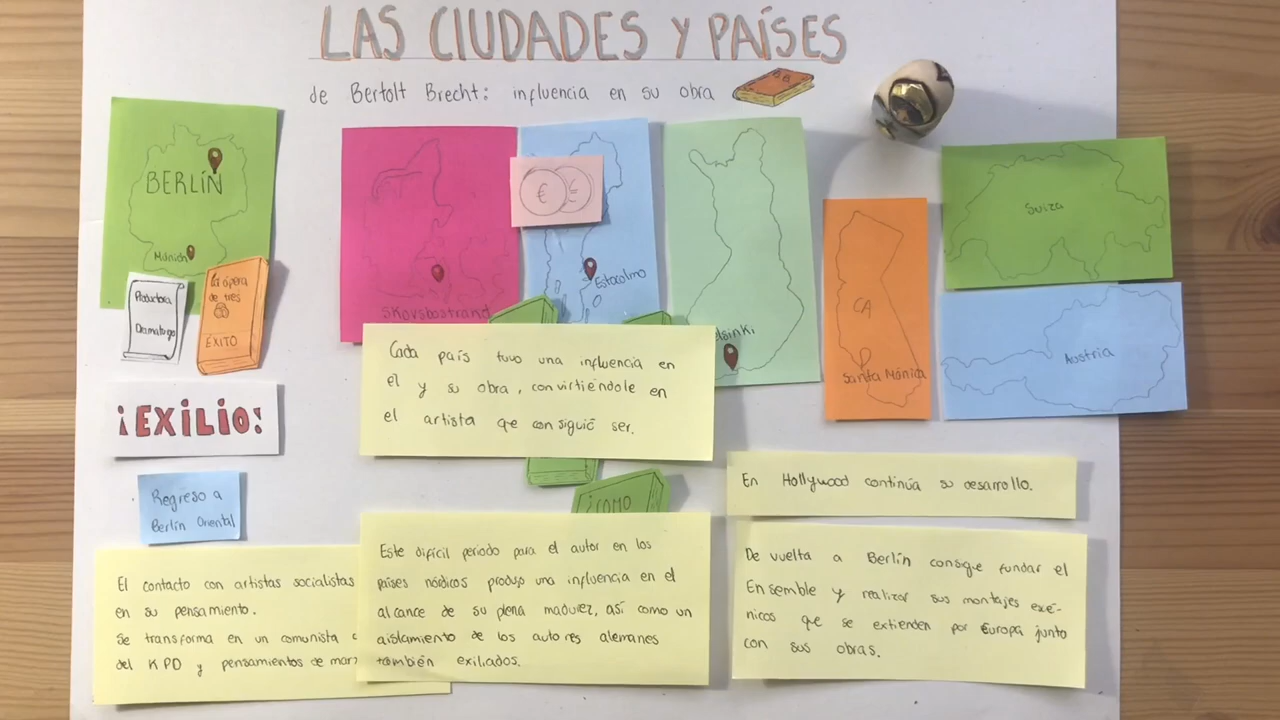 LAS CIUDADES Y PAÍSES
de Bertolt Brecht: influencia en su obra
BERLÍN
Múnich
Productora
Dramaturgo
La ópera
de tres
ÉXITO
¡EXILIO!
Regreso a
Berlín Oriental
El contacto con artistas socialistas
en su pensamiento.
Se transforma en un comunista
del KPD y pensamientos de mar
Skovsbostrand
€
Estocolmo
elsinki
CA
Santa Mónica
Suiza
Austria
Cada país tuvo una influencia en
el y su obra, convirtiéndole en
el artista que consiguió ser.
¿COMO
Este difícil periodo para el autor en los
países nórdicos produjo una influencia en el
alcance de su plena madurez, así como un
aislamiento de los autores alemanes
también exiliados.
En Hollywood continúa su desarrollo.
De vuelta a Berlín consigue fundar el
Ensemble y realizar sus montajes escé-
nicos que se extienden por Europa junto
con sus obras.